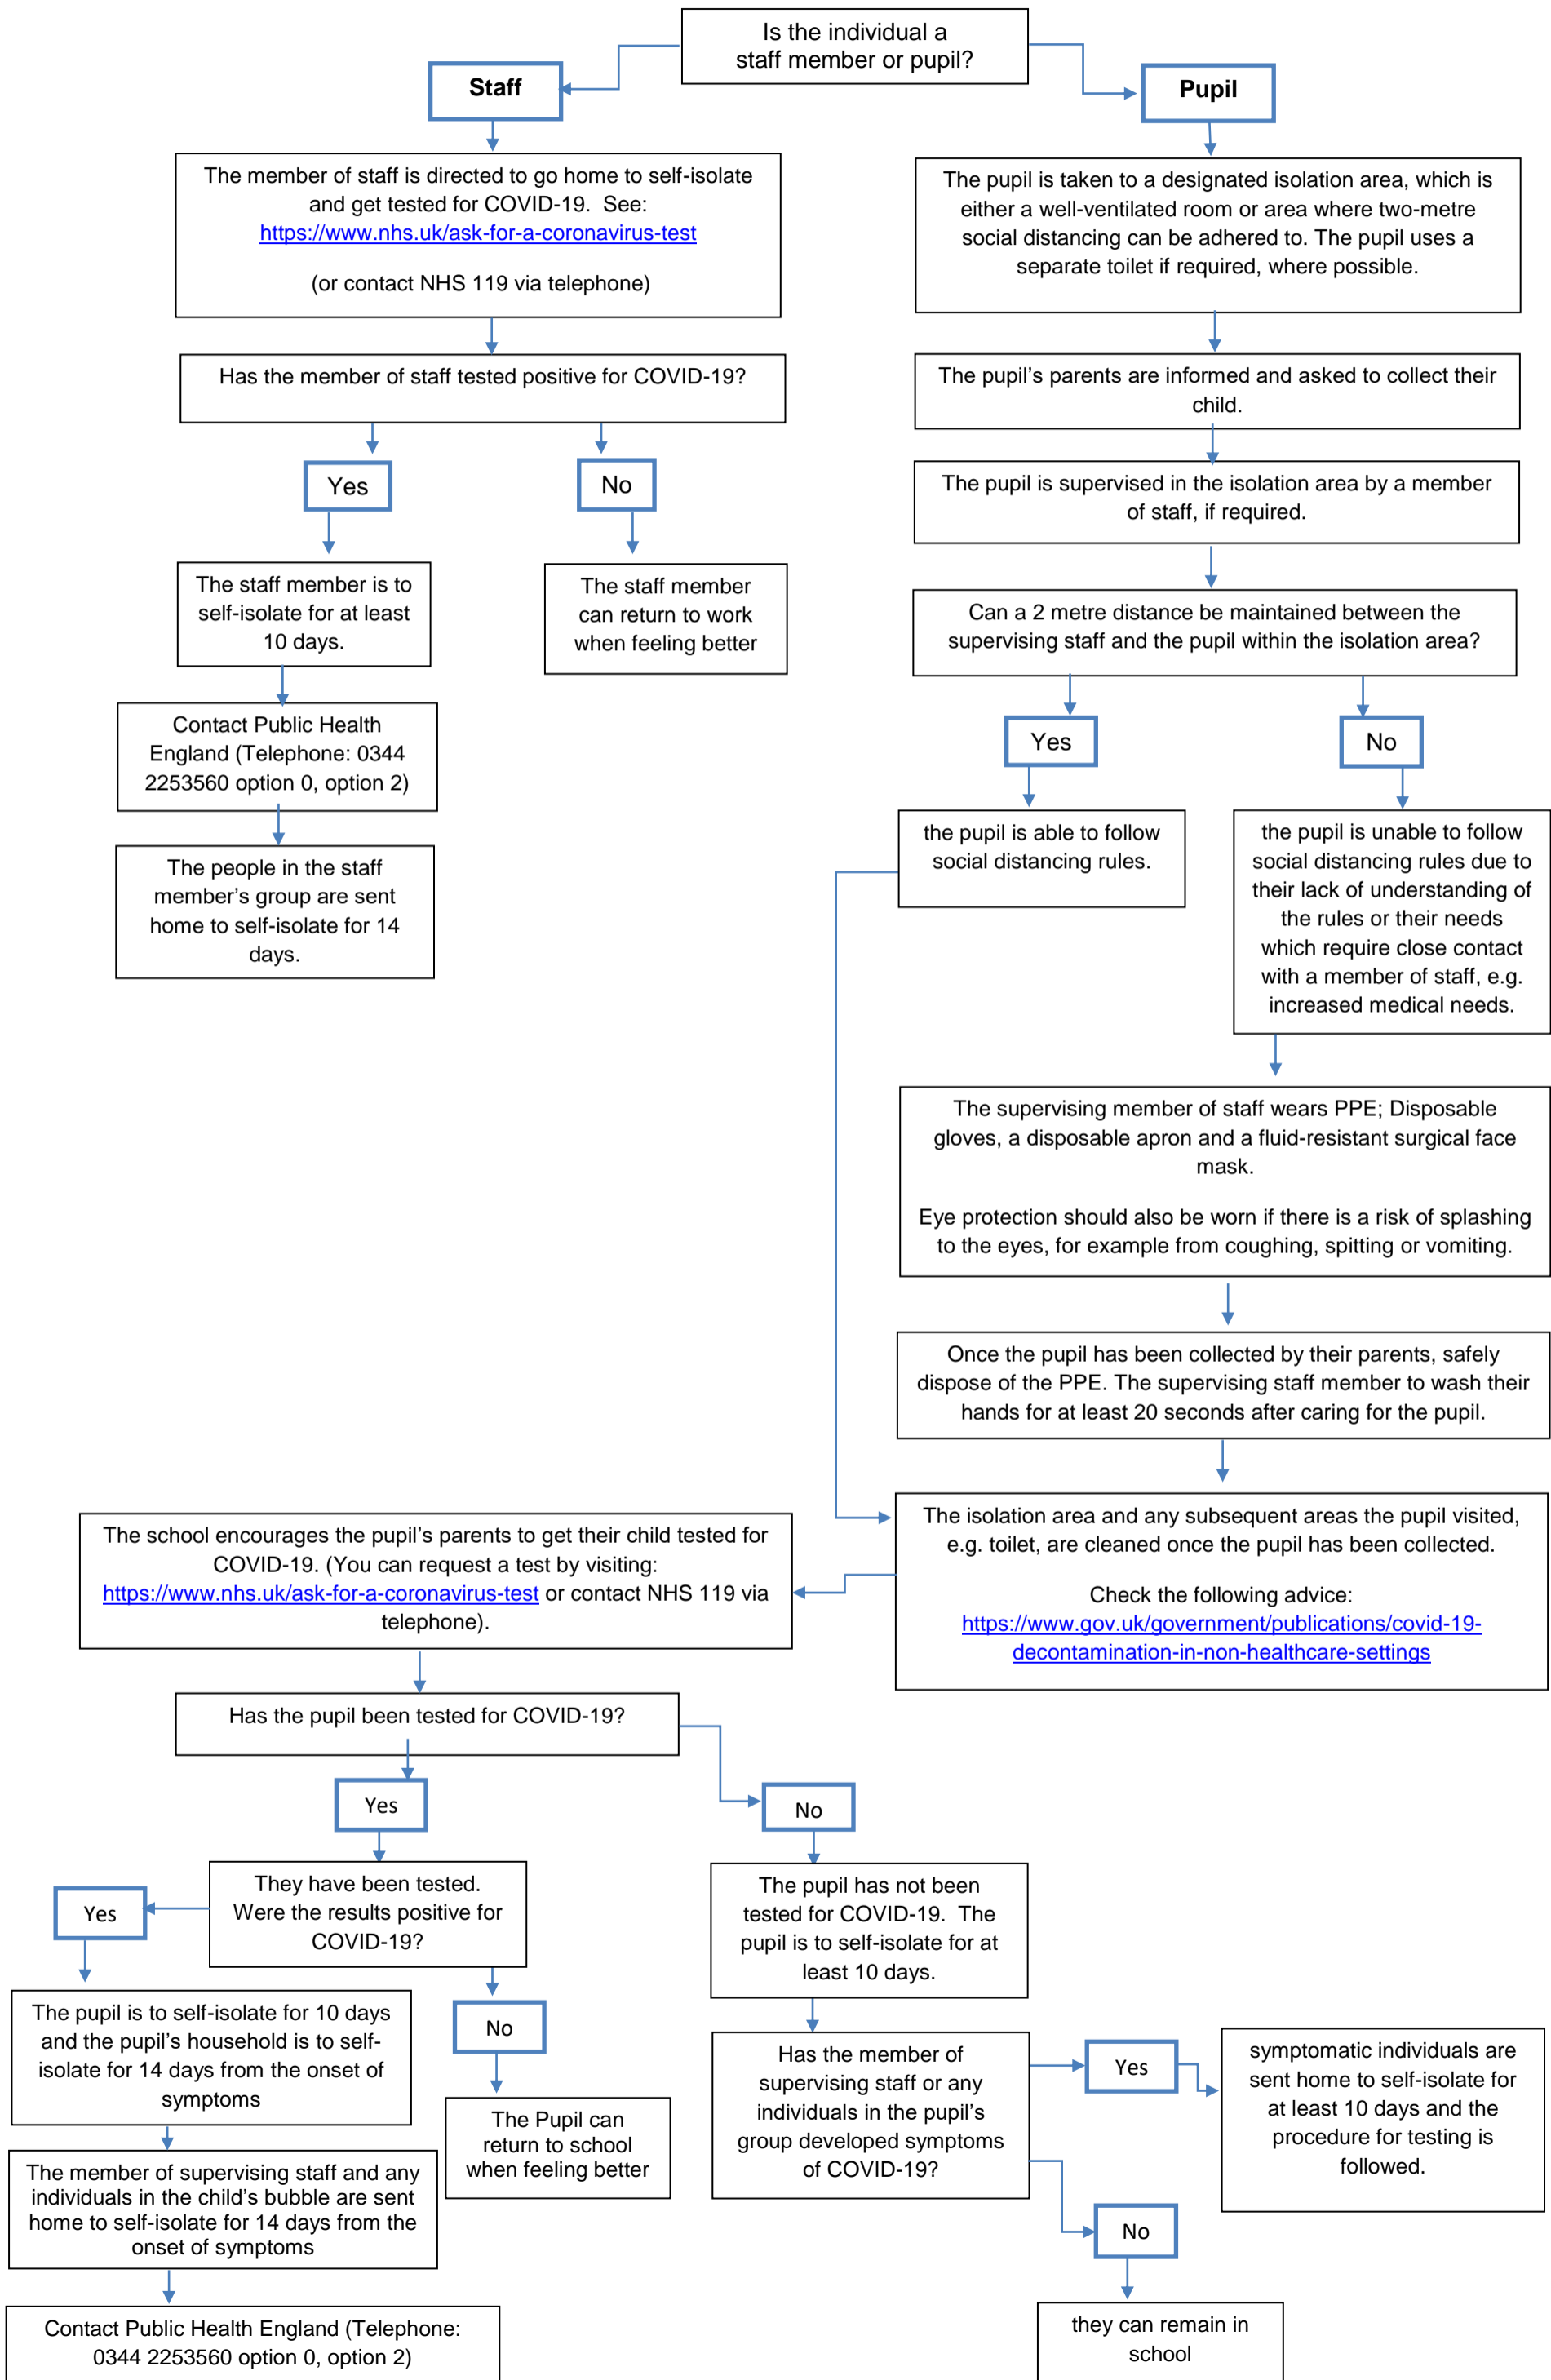 Is the individual a
staff member or pupil?
Staff
The member of staff is directed to go home to self-isolate
and get tested for COVID-19.  See:
https://www.nhs.uk/ask-for-a-coronavirus-test
(or contact NHS 119 via telephone)
Has the member of staff tested positive for COVID-19?
Yes
The staff member is to
self-isolate for at least
10 days.
Contact Public Health
England (Telephone: 0344
2253560 option 0, option 2)
The people in the staff
member’s group are sent
home to self-isolate for 14
days.
No
The staff member
can return to work
when feeling better
Pupil
The pupil is taken to a designated isolation area, which is
either a well-ventilated room or area where two-metre
social distancing can be adhered to. The pupil uses a
separate toilet if required, where possible.
The pupil’s parents are informed and asked to collect their
child.
The pupil is supervised in the isolation area by a member
of staff, if required.
Can a 2 metre distance be maintained between the
supervising staff and the pupil within the isolation area?
Yes
the pupil is able to follow
social distancing rules.
No
the pupil is unable to follow
social distancing rules due to
their lack of understanding of
the rules or their needs
which require close contact
with a member of staff, e.g.
increased medical needs.
The supervising member of staff wears PPE; Disposable
gloves, a disposable apron and a fluid-resistant surgical face
mask.
Eye protection should also be worn if there is a risk of splashing
to the eyes, for example from coughing, spitting or vomiting.
Once the pupil has been collected by their parents, safely
dispose of the PPE. The supervising staff member to wash their
hands for at least 20 seconds after caring for the pupil.
The isolation area and any subsequent areas the pupil visited,
e.g. toilet, are cleaned once the pupil has been collected.
Check the following advice:
https://www.gov.uk/government/publications/covid-19-
decontamination-in-non-healthcare-settings
The school encourages the pupil’s parents to get their child tested for
COVID-19. (You can request a test by visiting:
https://www.nhs.uk/ask-for-a-coronavirus-test or contact NHS 119 via
telephone).
Has the pupil been tested for COVID-19?
Yes
They have been tested.
Were the results positive for
COVID-19?
Yes
The pupil is to self-isolate for 10 days
and the pupil’s household is to self-
isolate for 14 days from the onset of
symptoms
The member of supervising staff and any
individuals in the child’s bubble are sent
home to self-isolate for 14 days from the
onset of symptoms
Contact Public Health England (Telephone:
0344 2253560 option 0, option 2)
No
The Pupil can
return to school
when feeling better
No
The pupil has not been
tested for COVID-19.  The
pupil is to self-isolate for at
least 10 days.
Has the member of
supervising staff or any
individuals in the pupil’s
group developed symptoms
of COVID-19?
Yes
symptomatic individuals are
sent home to self-isolate for
at least 10 days and the
procedure for testing is
followed.
No
they can remain in
school